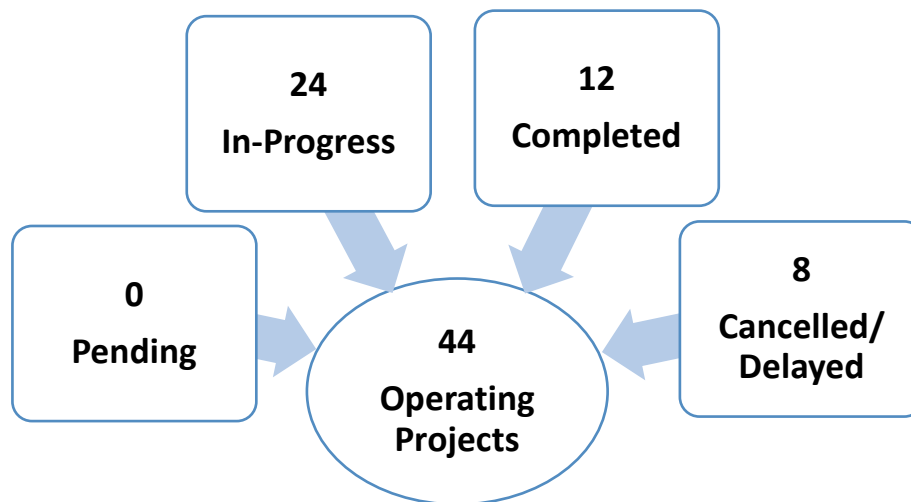 24
In-Progress
12
Completed
0
Pending
8
Cancelled/
Delayed
44
Operating
Projects